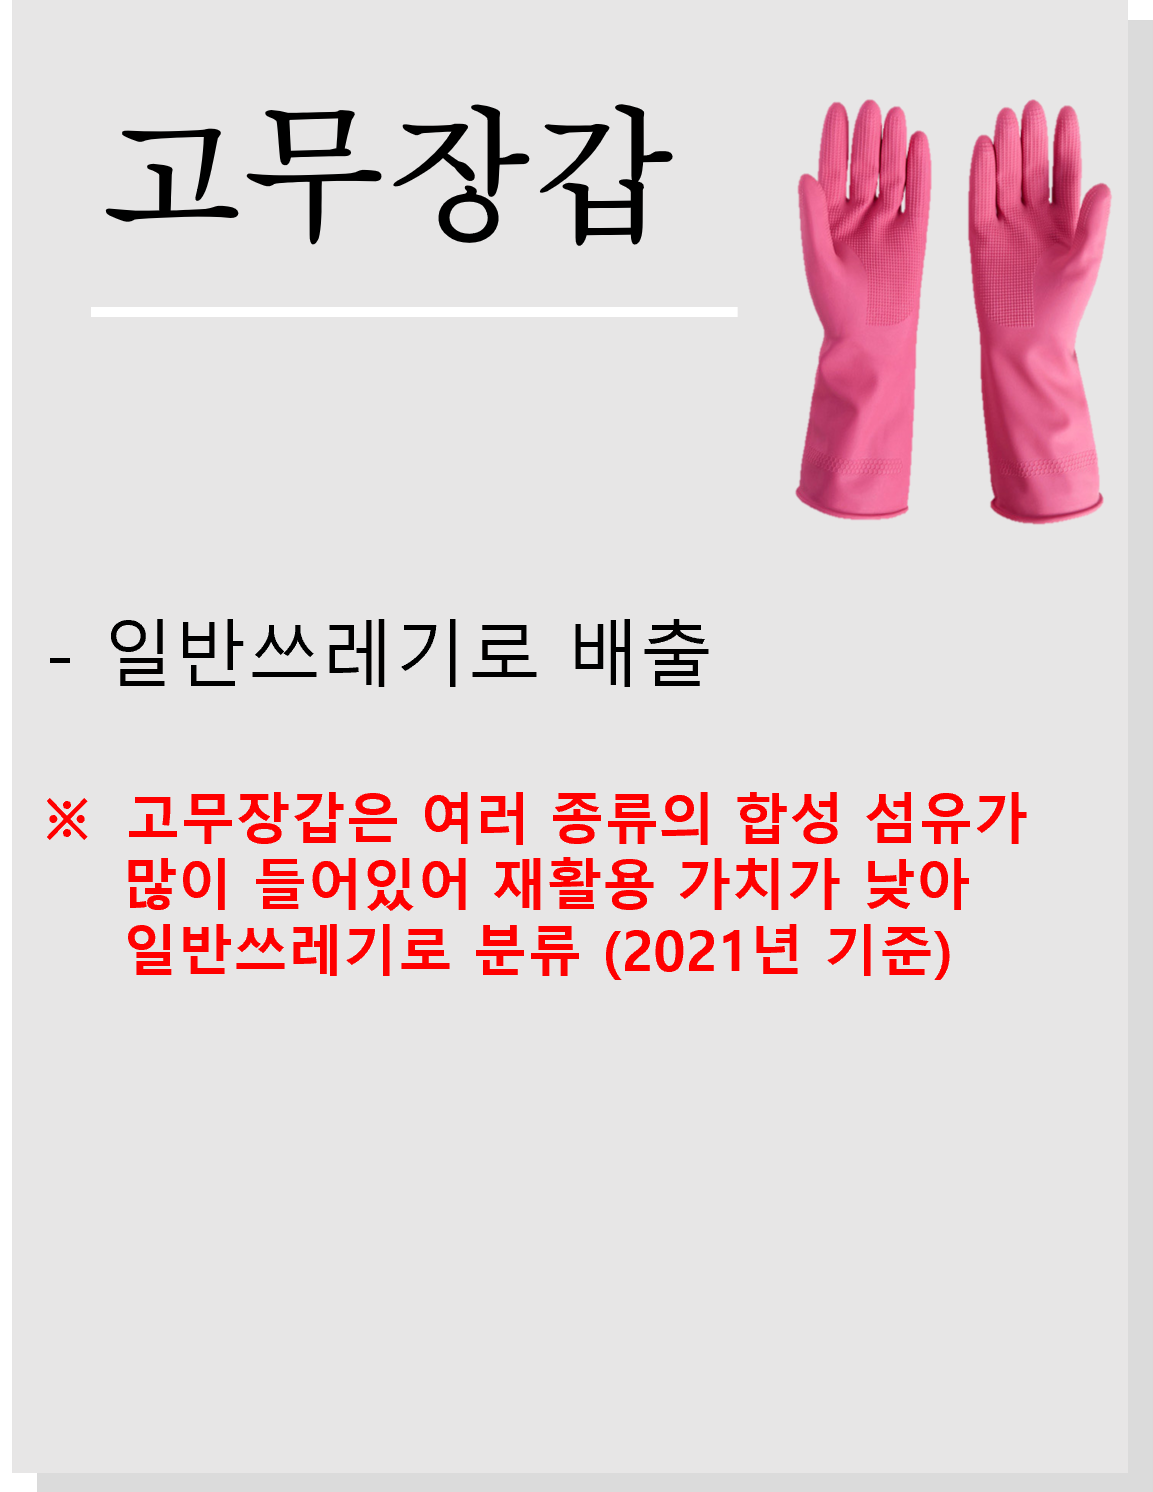 고무장갑
- 일반쓰레기로 배출
※ 고무장갑은 여러 종류의 합성 섬유가
많이 들어있어 재활용 가치가 낮아
일반쓰레기로 분류 (2021년 기준)